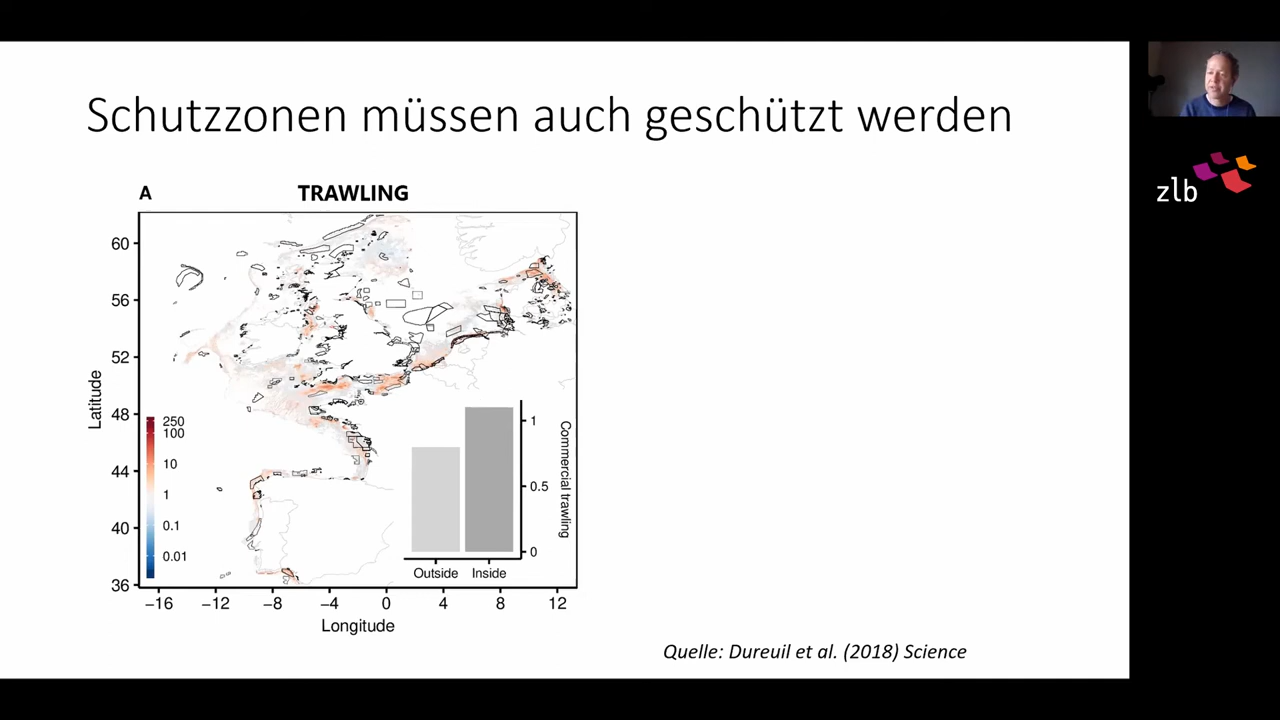 Schutzzonen müssen auch geschützt werden
A
TRAWLING
60
56
52
48
44
40
36
Latitude
250
100
10
1
0.1
0.01
1
0.5
0
Commercial trawling
Outside Inside
−16 −12 −8 −4 0 4 8 12
Longitude
Quelle: Dureuil et al. (2018) Science
zlb